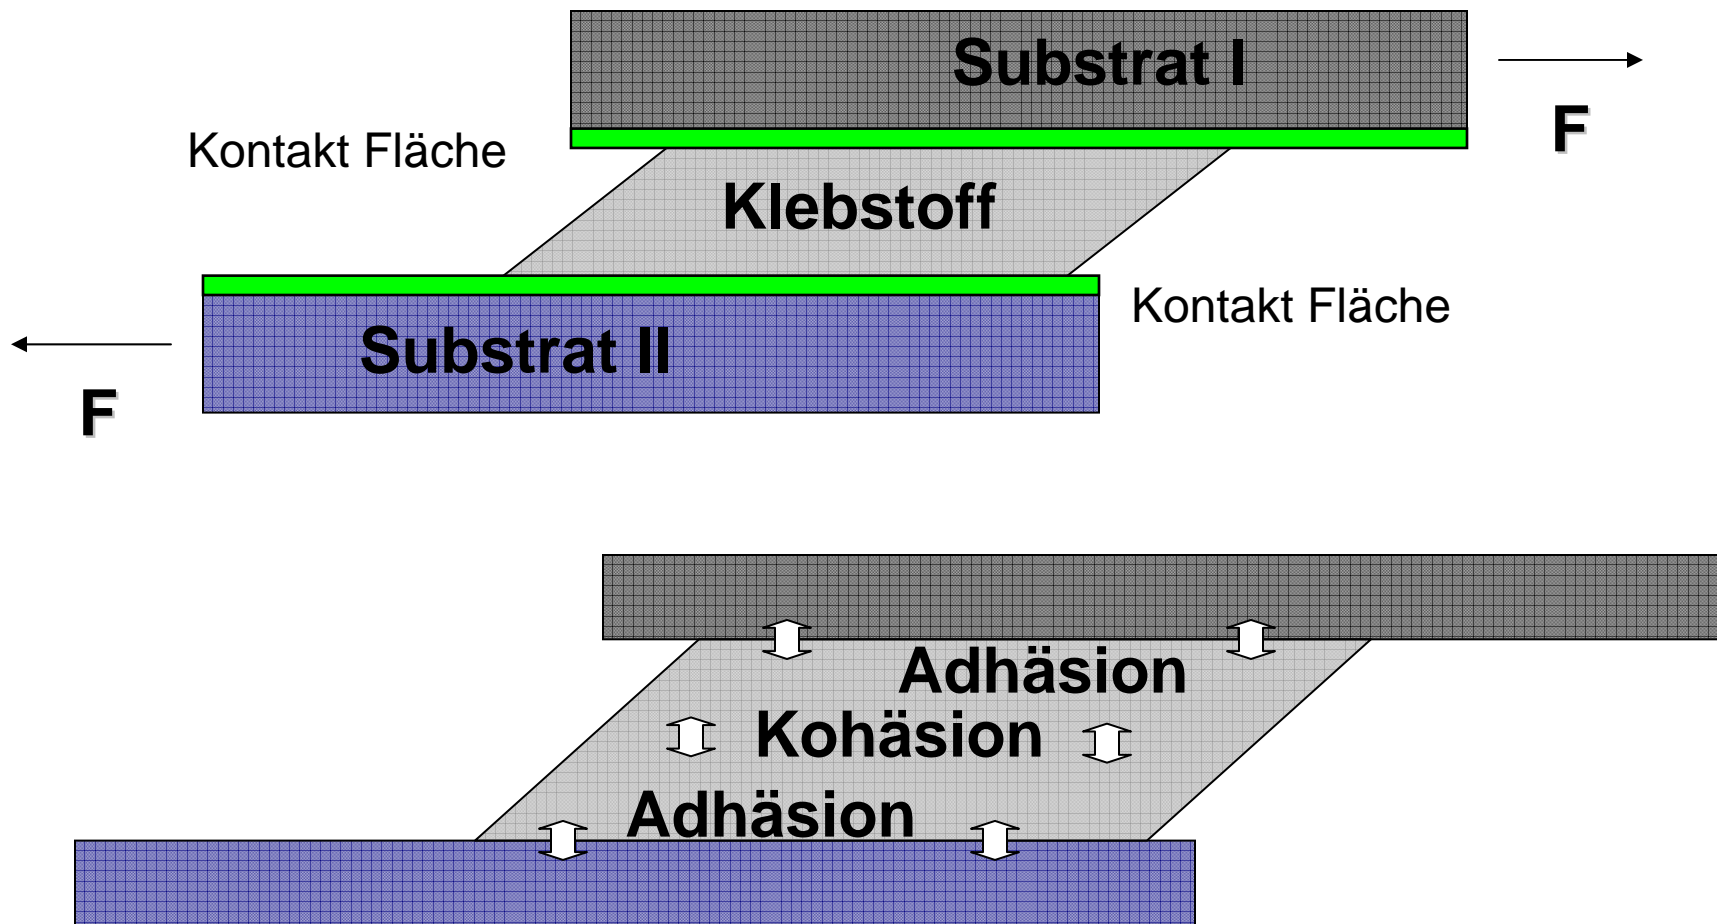 Substrat I
F
Kontakt Fläche
Klebstoff
Kontakt Fläche
Substrat II
F
Adhäsion
Kohäsion
Adhäsion